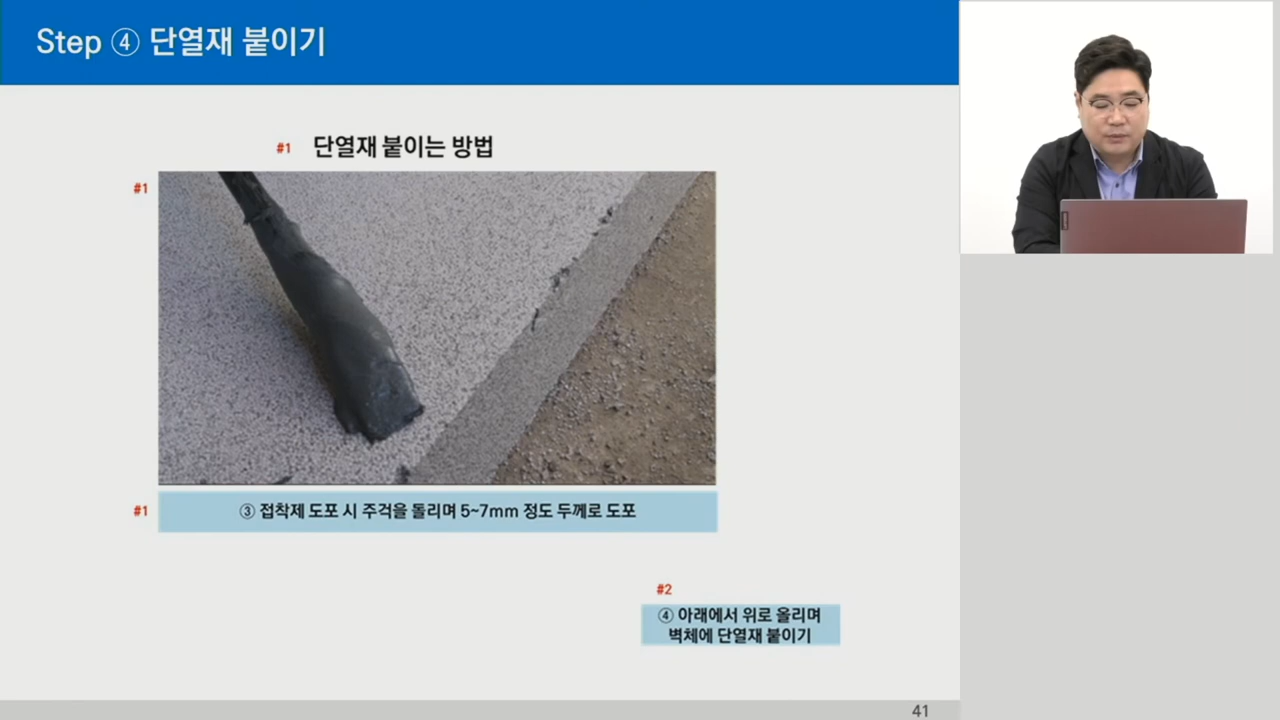 Step ④ 단열재 붙이기
#1 단열재 붙이는 방법
#1
#1 ③ 접착제 도포 시 주걱을 돌리며 5~7mm 정도 두께로 도포
#2
④ 아래에서 위로 올리며
벽체에 단열재 붙이기
41